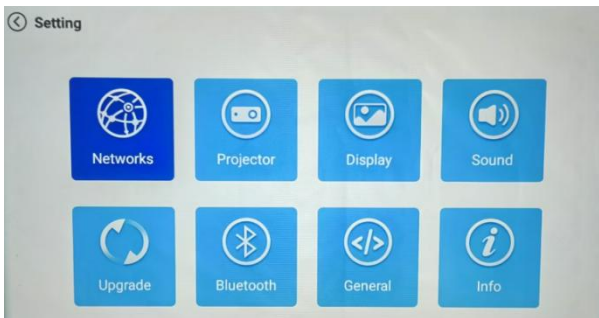 Setting
Networks
Projector
Display
Sound
Upgrade
Bluetooth
General
Info